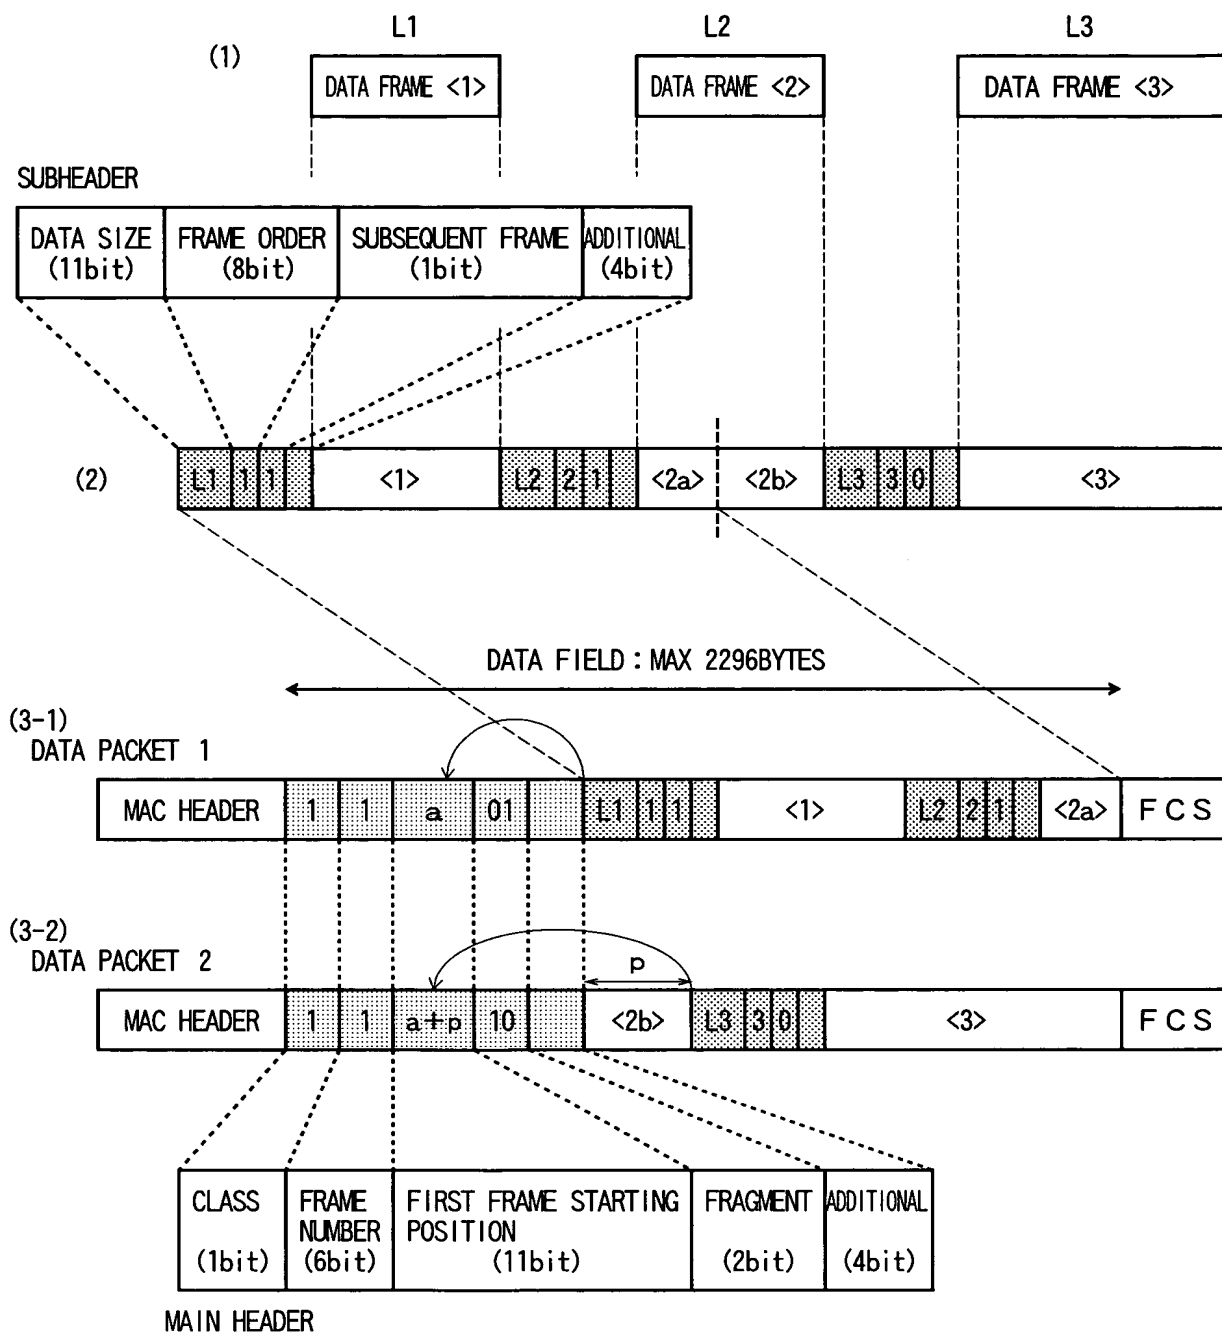 L1 L2 L3
(1)
DATA FRAME <1> DATA FRAME <2> DATA FRAME <3>
SUBHEADER
DATA SIZE (11bit) FRAME ORDER (8bit) SUBSEQUENT FRAME (1bit) ADDITIONAL (4bit)
(2) L1 1 1 <1> L2 2 1 <2a> <2b> L3 3 0 <3>
DATA FIELD : MAX 2296BYTES
(3-1)
DATA PACKET 1
MAC HEADER 1 1 a 01 L1 1 1 <1> L2 2 1 <2a> FCS
(3-2)
DATA PACKET 2
p
MAC HEADER 1 1 a+p 10 <2b> L3 3 0 <3> FCS
CLASS (1bit) FRAME NUMBER (6bit) FIRST FRAME STARTING POSITION (11bit) FRAGMENT (2bit) ADDITIONAL (4bit)
MAIN HEADER